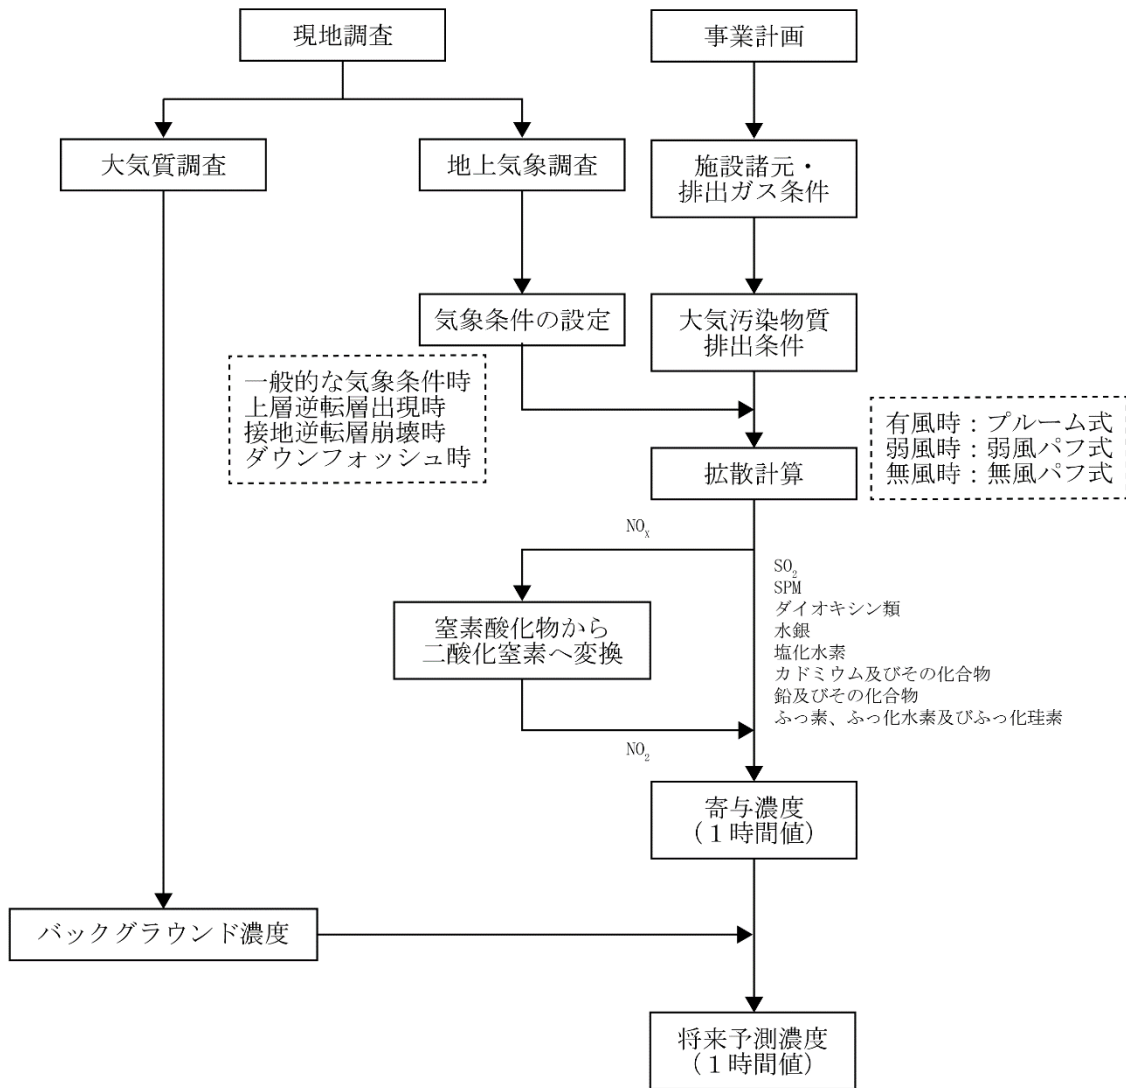 現地調査
事業計画
大気質調査
地上気象調査
施設諸元・
排出ガス条件
気象条件の設定
大気汚染物質
排出条件
一般的な気象条件時
上層逆転層出現時
接地逆転層崩壊時
ダウンフォッシュ時
有風時：プルーム式
弱風時：弱風パフ式
無風時：無風パフ式
拡散計算
NOX
SO2
SPM
ダイオキシン類
水銀
塩化水素
カドミウム及びその化合物
鉛及びその化合物
ふっ素、ふっ化水素及びふっ化珪素
窒素酸化物から
二酸化窒素へ変換
NO2
寄与濃度
（１時間値）
バックグラウンド濃度
将来予測濃度
（１時間値）